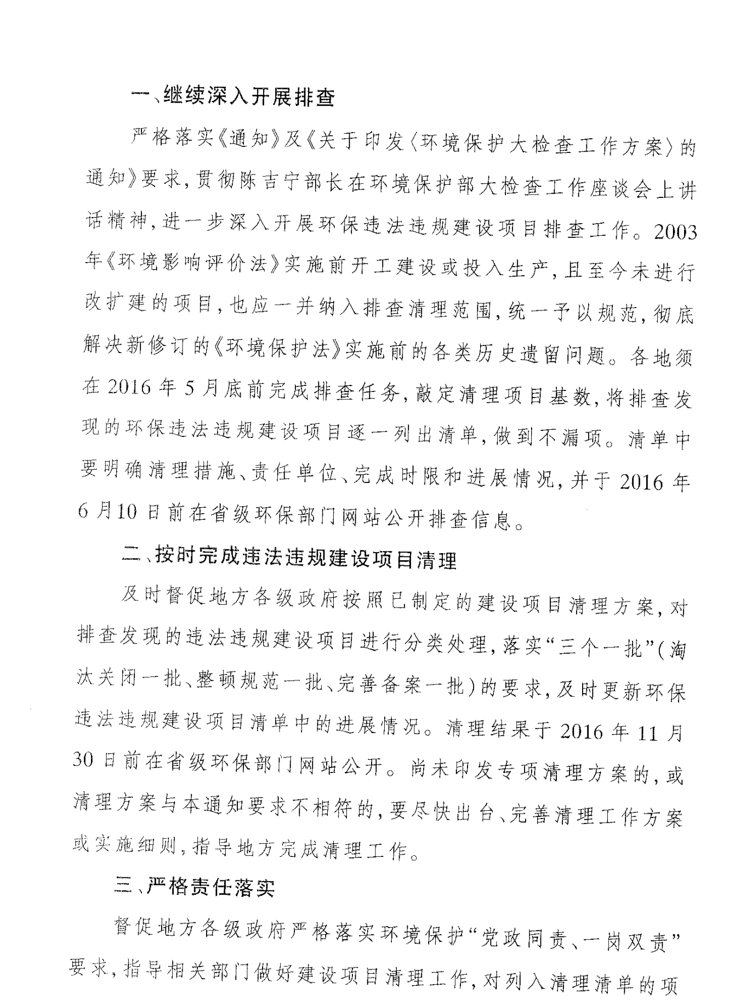 一、继续深入开展排查
严格落实《通知》及《关于印发〈环境保护大检查工作方案〉的
通知》要求,贯彻陈吉宁部长在环境保护部大检查工作座谈会上讲
话精神,进一步深入开展环保违法违规建设项目排查工作。2003
年《环境影响评价法》实施前开工建设或投入生产,且至今未进行
改扩建的项目,也应一并纳入排查清理范围,统一予以规范,彻底
解决新修订的《环境保护法》实施前的各类历史遗留问题。各地须
在 2016 年 5 月底前完成排查任务,敲定清理项目基数,将排查发
现的环保违法违规建设项目逐一列出清单,做到不漏项。清单中
要明确清理措施、责任单位、完成时限和进展情况,并于 2016 年
6 月10 日前在省级环保部门网站公开排查信息。
二、按时完成违法违规建设项目清理
及时督促地方各级政府按照已制定的建设项目清理方案,对
排查发现的违法违规建设项目进行分类处理,落实“三个一批”(淘
汰关闭一批、整顿规范一批、完善备案一批)的要求,及时更新环保
违法违规建设项目清单中的进展情况。清理结果于 2016 年 11 月
30 日前在省级环保部门网站公开。尚未印发专项清理方案的,或
清理方案与本通知要求不相符的,要尽快出台、完善清理工作方案
或实施细则,指导地方完成清理工作。
三、严格责任落实
督促地方各级政府严格落实环境保护“党政同责、一岗双责”
要求,指导相关部门做好建设项目清理工作,对列入清理清单的项